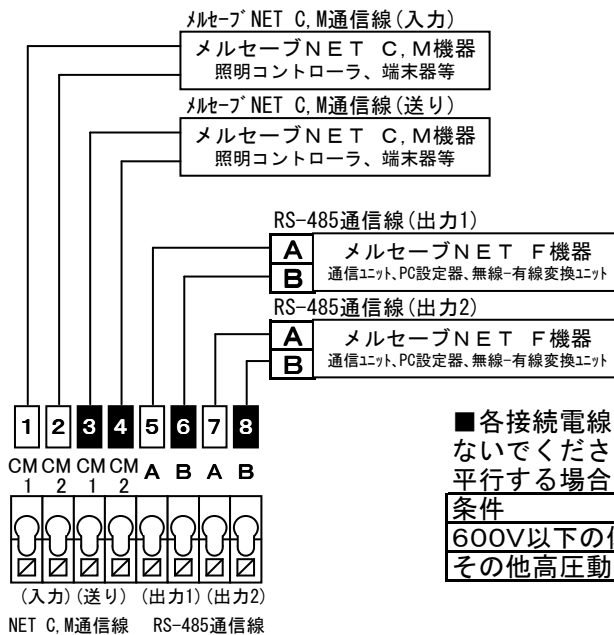 ﾒﾙｾｰﾌﾞNET C,M通信線(入力)
メルセーブNET C,M機器
照明コントローラ、端末器等
ﾒﾙｾｰﾌﾞNET C,M通信線(送り)
メルセーブNET C,M機器
照明コントローラ、端末器等
RS-485通信線(出力1)
A
B
メルセーブNET F機器
通信ﾕﾆｯﾄ、PC設定器、無線-有線変換ﾕﾆｯﾄ
RS-485通信線(出力2)
A
B
メルセーブNET F機器
通信ﾕﾆｯﾄ、PC設定器、無線-有線変換ﾕﾆｯﾄ
1 2 3 4 5 6 7 8
CM1 CM2 CM1 CM2 A B A B
(入力)(送り) (出力1)(出力2)
NET C,M通信線 RS-485通信線
■各接続電線
ないでくださ
平行する場合
条件
600V以下の
その他高圧動